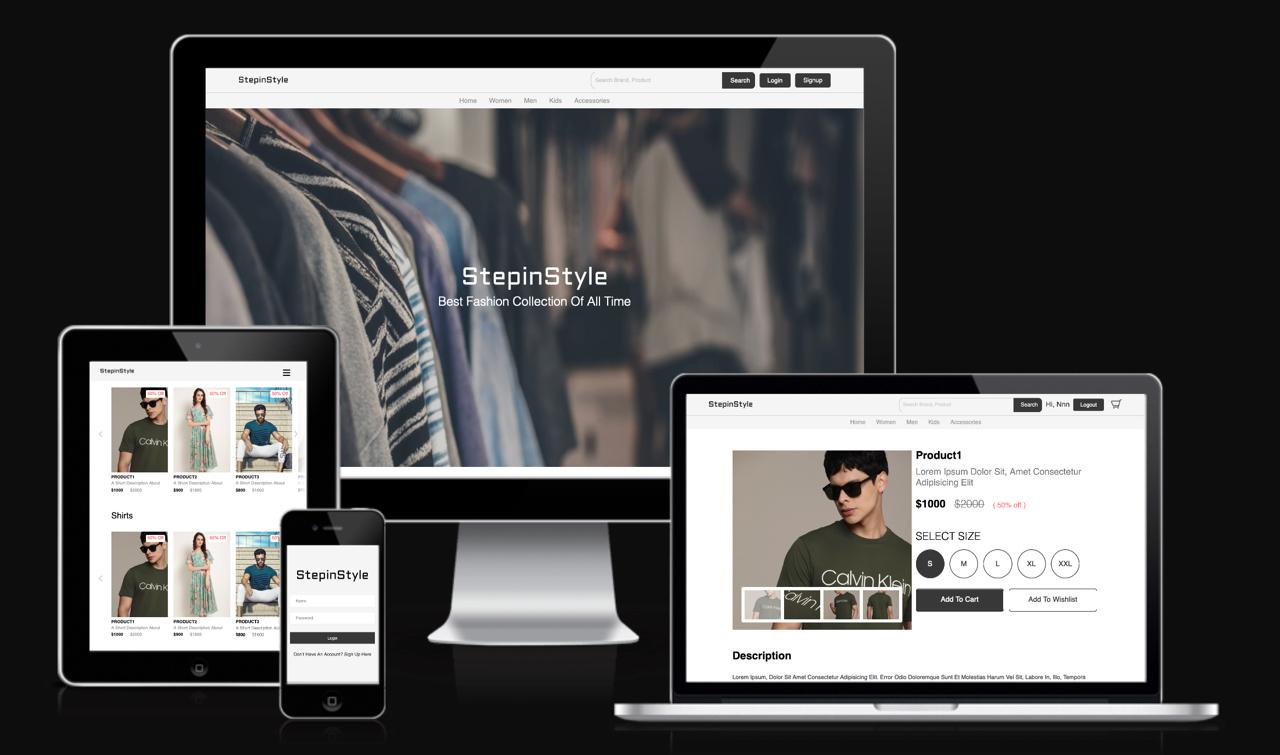 StepinStyle
Search Brand, Product
Search
Login
Signup
Home Women Men Kids Accessories
StepinStyle
Best Fashion Collection Of All Time
StepinStyle
50% Off
50% Off
50% Off
Calvin K
PRODUCT1
PRODUCT2
PRODUCT3
A Short Description About
A Short Description About
A Short Description About
$1000 $2000
$900 $1800
$800 $1600
Shirts
50% Off
50% Off
50%
Calvin K
PRODUCT1
PRODUCT2
PRODUCT3
A Short Description About
A Short Description About
A Short Description About
$1000 $2000
$900 $1800
$800 $1600
StepinStyle
Name
Password
Login
Don't Have An Account? Sign Up Here
StepinStyle
Search Brand, Product
Search
Hi, Nnn
Logout
Home Women Men Kids Accessories
Calvin Klein
Product1
Lorem Ipsum Dolor Sit, Amet Consectetur
Adipisicing Elit
$1000 $2000 ( 50% off )
SELECT SIZE
S M L XL XXL
Add To Cart
Add To Wishlist
Description
Lorem Ipsum, Dolor Sit Amet Consectetur Adipisicing Elit. Error Odio Doloremque Sunt Et Molestias Harum Vel Sit, Labore In, Illo, Tempora